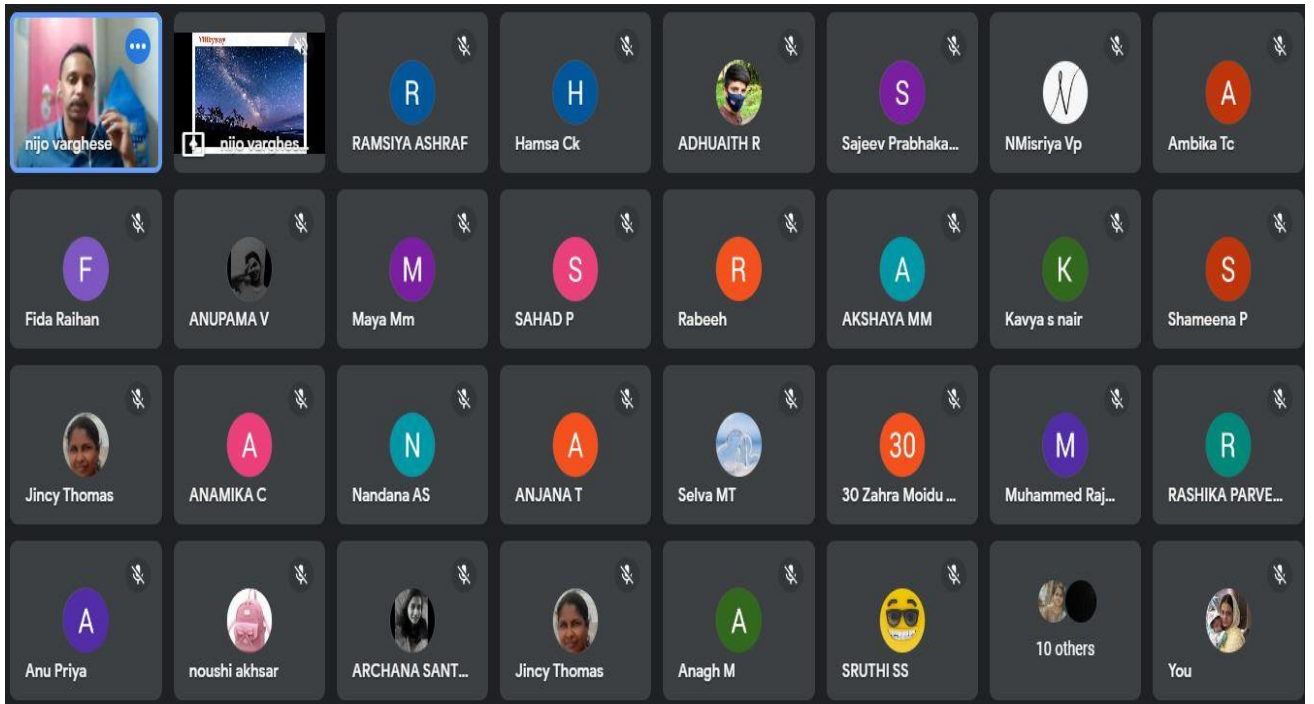 nijo varghese
Milkyway
nijo varghes...
R
RAMSIYA ASHRAF
H
Hamsa Ck
ADHUAITH R
S
Sajeev Prabhaka...
N
NMisriya Vp
A
Ambika Tc
F
Fida Raihan
ANUPAMA V
M
Maya Mm
S
SAHAD P
R
Rabeeh
A
AKSHAYA MM
K
Kavya s nair
S
Shameena P
Jincy Thomas
A
ANAMIKA C
N
Nandana AS
A
ANJANA T
Selva MT
30
30 Zahra Moidu ...
M
Muhammed Raj...
R
RASHIKA PARVE...
A
Anu Priya
noushi akhsar
ARCHANA SANT...
Jincy Thomas
A
Anagh M
SRUTHI SS
10 others
You